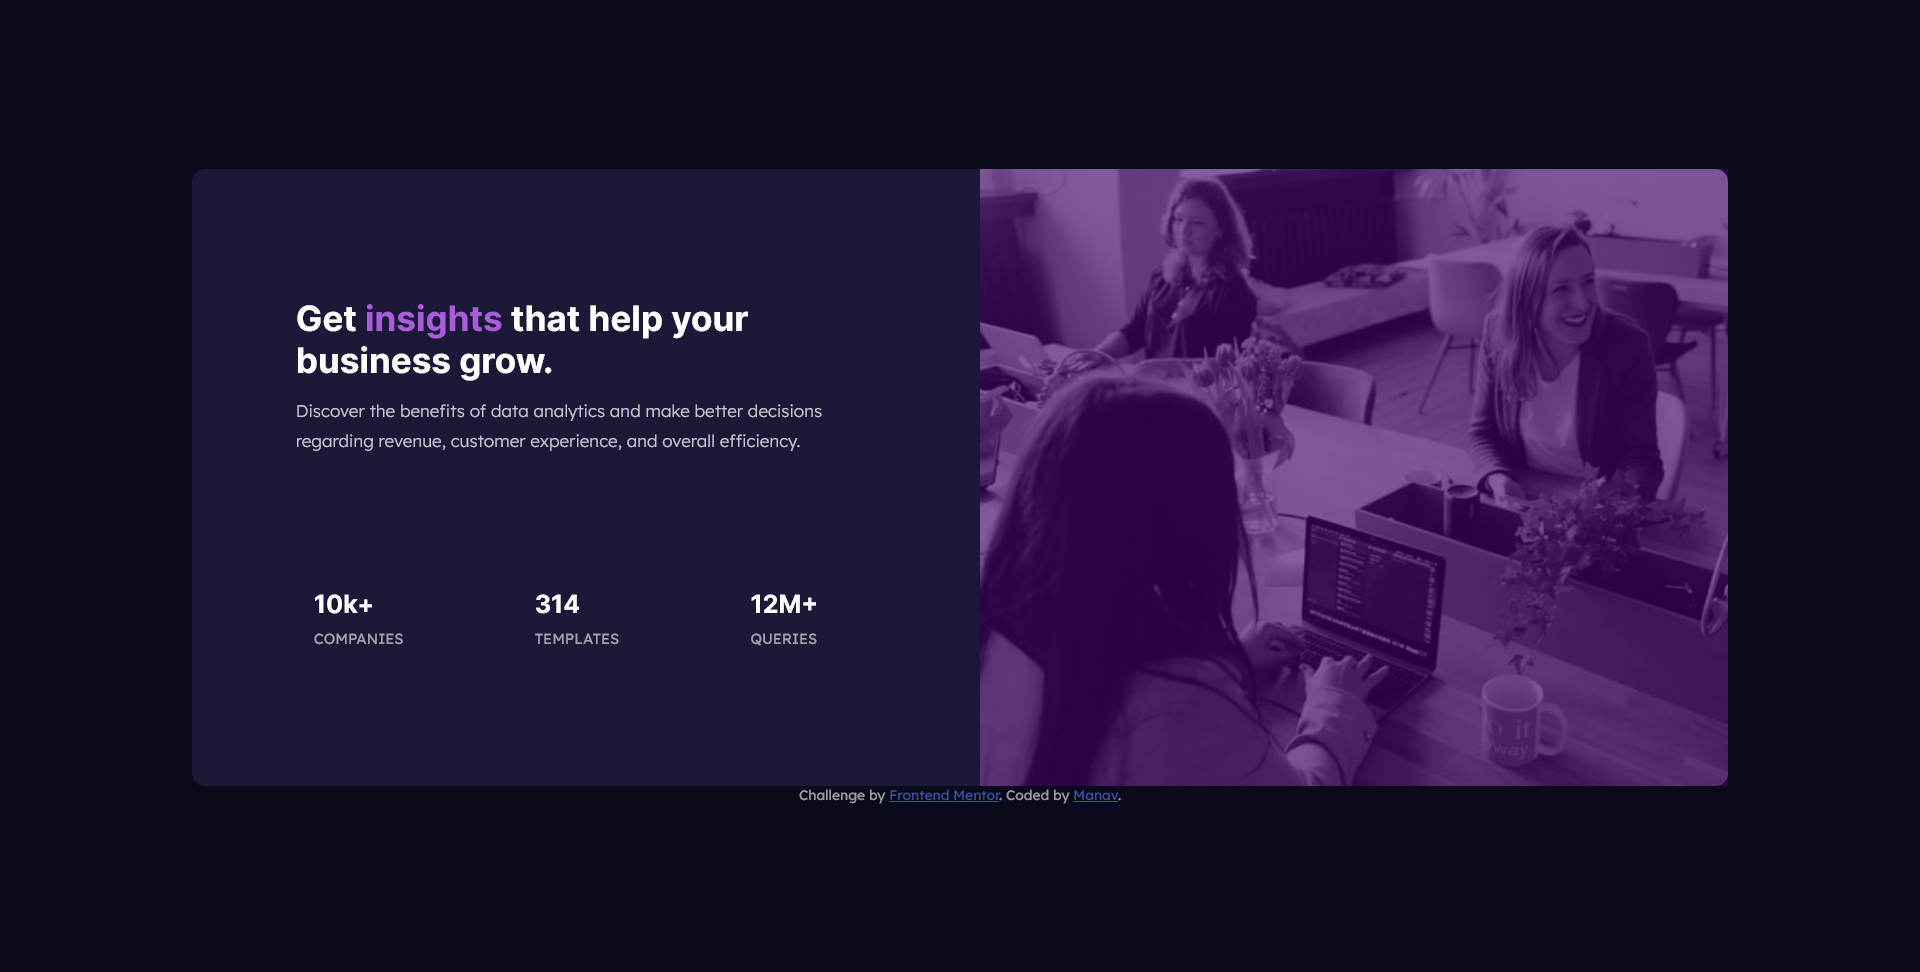 Get insights that help your
business grow.
Discover the benefits of data analytics and make better decisions
regarding revenue, customer experience, and overall efficiency.
10k+
COMPANIES
314
TEMPLATES
12M+
QUERIES
Challenge by Frontend Mentor. Coded by Manav.